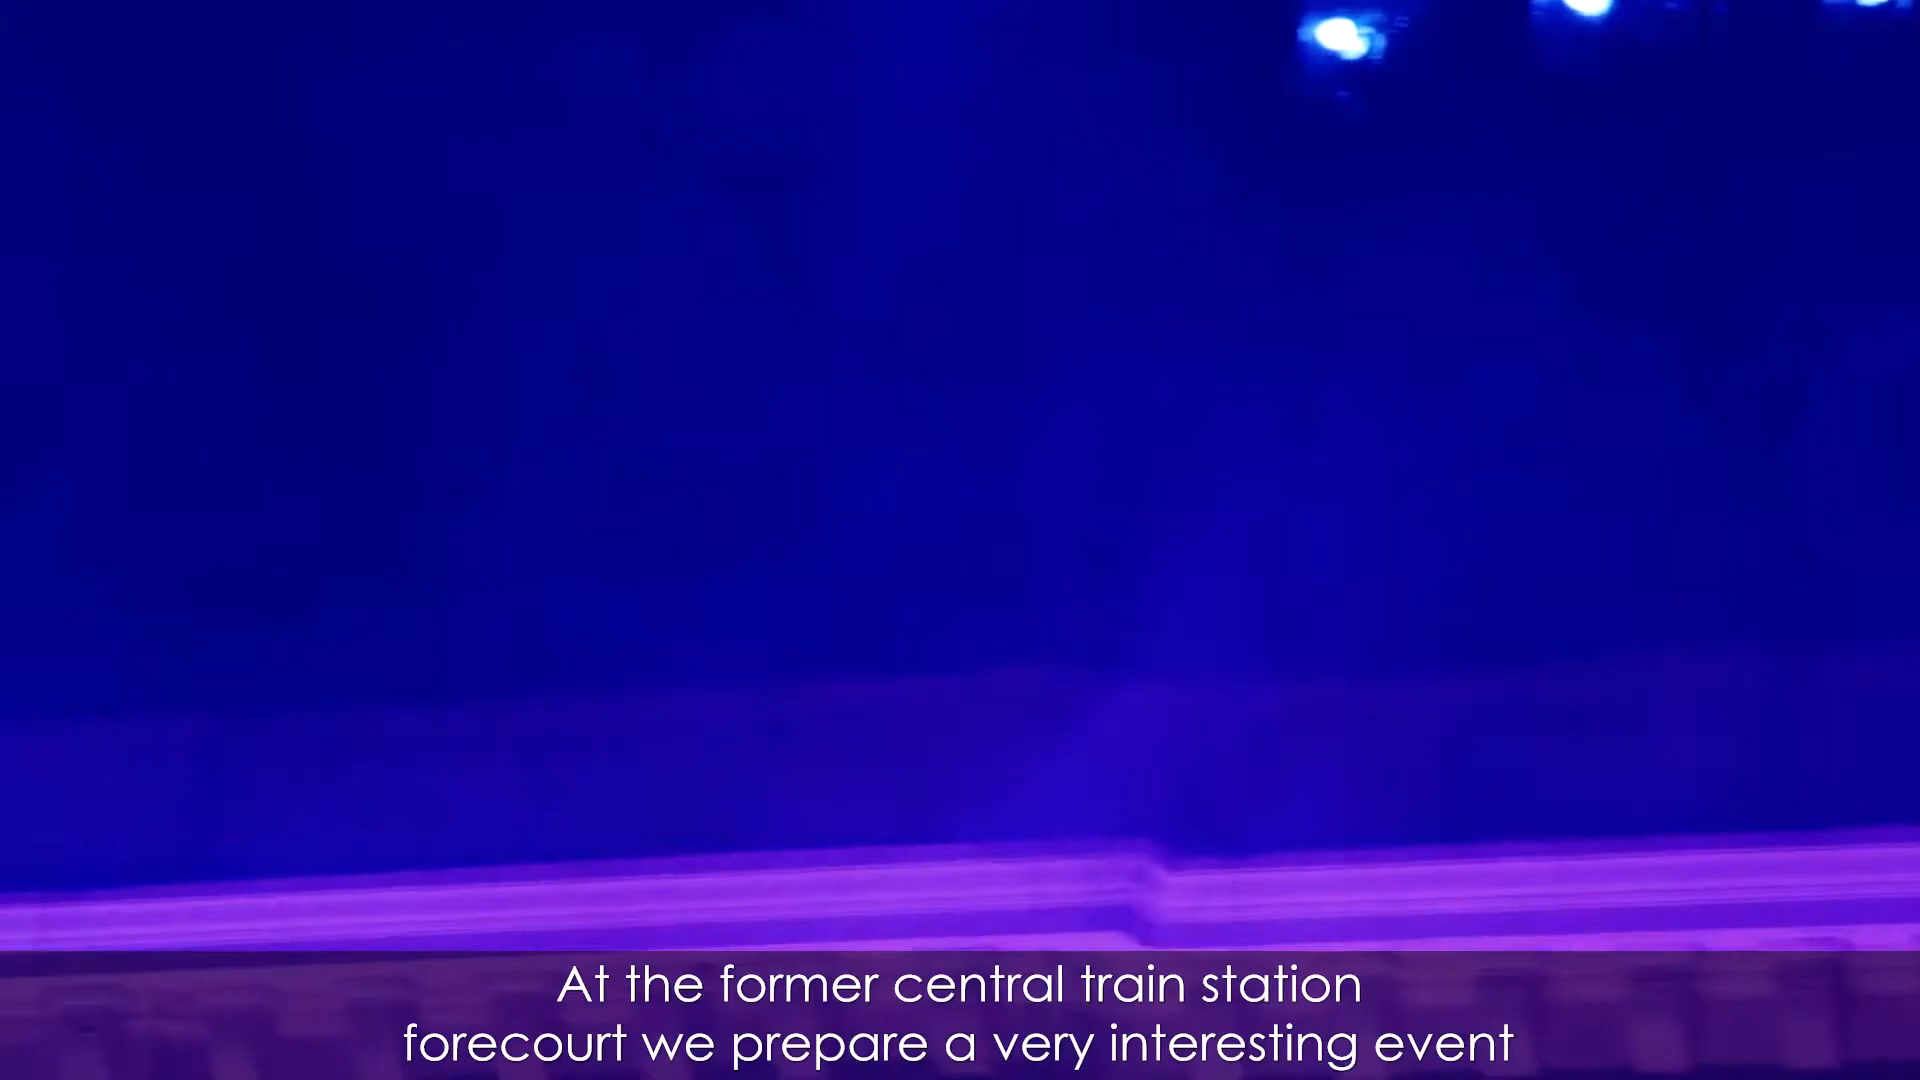 At the former central train station
forecourt we prepare a very interesting event